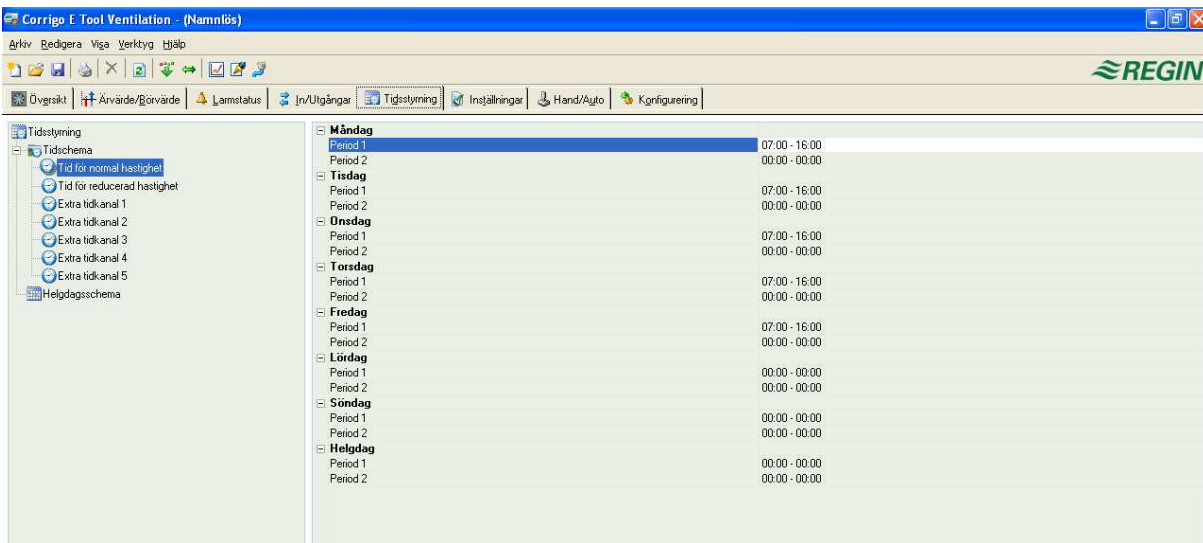 Corrigo E Tool Ventilation - (Namnlös)
Arkiv Redigera Visa Verktyg Hjälp
REGIN
Översikt Ärvärde/Börvärde Larmstatus In/Utgångar Tidsstyrning Inställningar Hand/Auto Konfigurering
Tidsstyrning
Tidschema
Tid för normal hastighet
Tid för reducerad hastighet
Extra tidkanal 1
Extra tidkanal 2
Extra tidkanal 3
Extra tidkanal 4
Extra tidkanal 5
Helgdagsschema
Måndag
Period 1 07:00 - 16:00
Period 2 00:00 - 00:00
Tisdag
Period 1 07:00 - 16:00
Period 2 00:00 - 00:00
Onsdag
Period 1 07:00 - 16:00
Period 2 00:00 - 00:00
Torsdag
Period 1 07:00 - 16:00
Period 2 00:00 - 00:00
Fredag
Period 1 07:00 - 16:00
Period 2 00:00 - 00:00
Lördag
Period 1 00:00 - 00:00
Period 2 00:00 - 00:00
Söndag
Period 1 00:00 - 00:00
Period 2 00:00 - 00:00
Helgdag
Period 1 00:00 - 00:00
Period 2 00:00 - 00:00